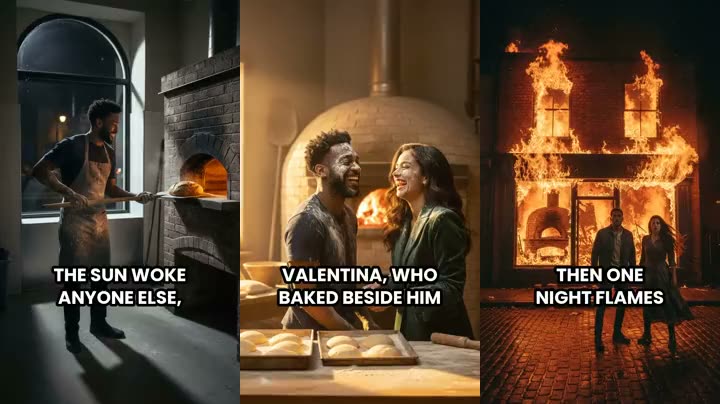 THE SUN WOKE
ANYONE ELSE,
VALENTINA, WHO
BAKED BESIDE HIM
THEN ONE
NIGHT FLAMES